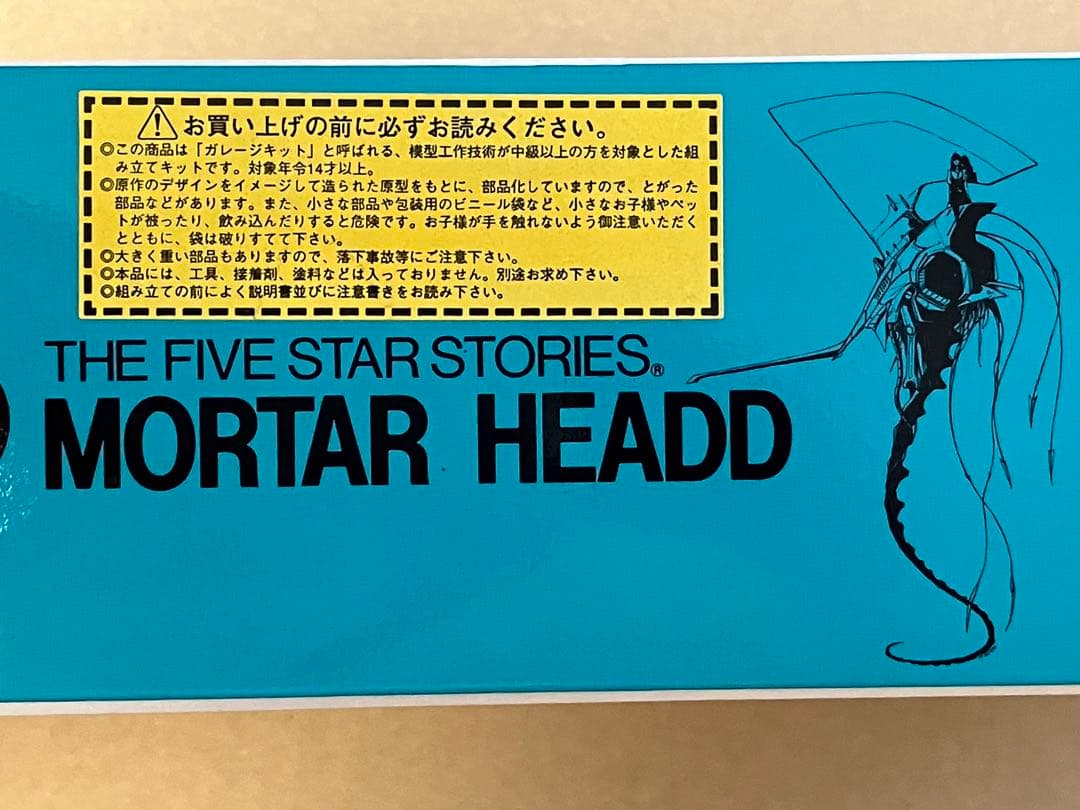 お買い上げの前に必ずお読みください。
◎この商品は「ガレージキット」と呼ばれる、模型工作技術が中級以上の方を対象とした組
み立てキットです。対象年令14才以上。
◎原作のデザインをイメージして造られた原型をもとに、部品化していますので、とがった
部品などがあります。また、小さな部品や包装用のビニール袋など、小さなお子様やペッ
トが被ったり、飲み込んだりすると危険です。お子様が手を触れないよう御注意いただく
とともに、袋は破りすてて下さい。
◎大きく重い部品もありますので、落下事故等にご注意下さい。
◎本品には、工具、接着剤、塗料などは入っておりません。別途お求め下さい。
◎組み立ての前によく説明書並びに注意書きをお読み下さい。
THE FIVE STAR STORIES®
MORTAR HEADD